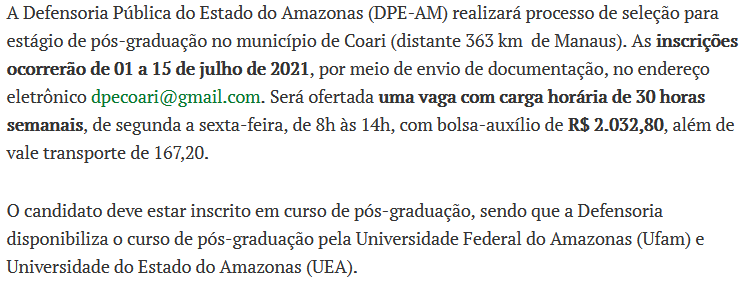 A Defensoria Pública do Estado do Amazonas (DPE-AM) realizará processo de seleção para
estágio de pós-graduação no município de Coari (distante 363 km de Manaus). As inscrições
ocorrerão de 01 a 15 de julho de 2021, por meio de envio de documentação, no endereço
eletrônico dpecoari@gmail.com. Será ofertada uma vaga com carga horária de 30 horas
semanais, de segunda a sexta-feira, de 8h às 14h, com bolsa-auxílio de R$ 2.032,80, além de
vale transporte de 167,20.
O candidato deve estar inscrito em curso de pós-graduação, sendo que a Defensoria
disponibiliza o curso de pós-graduação pela Universidade Federal do Amazonas (Ufam) e
Universidade do Estado do Amazonas (UEA).